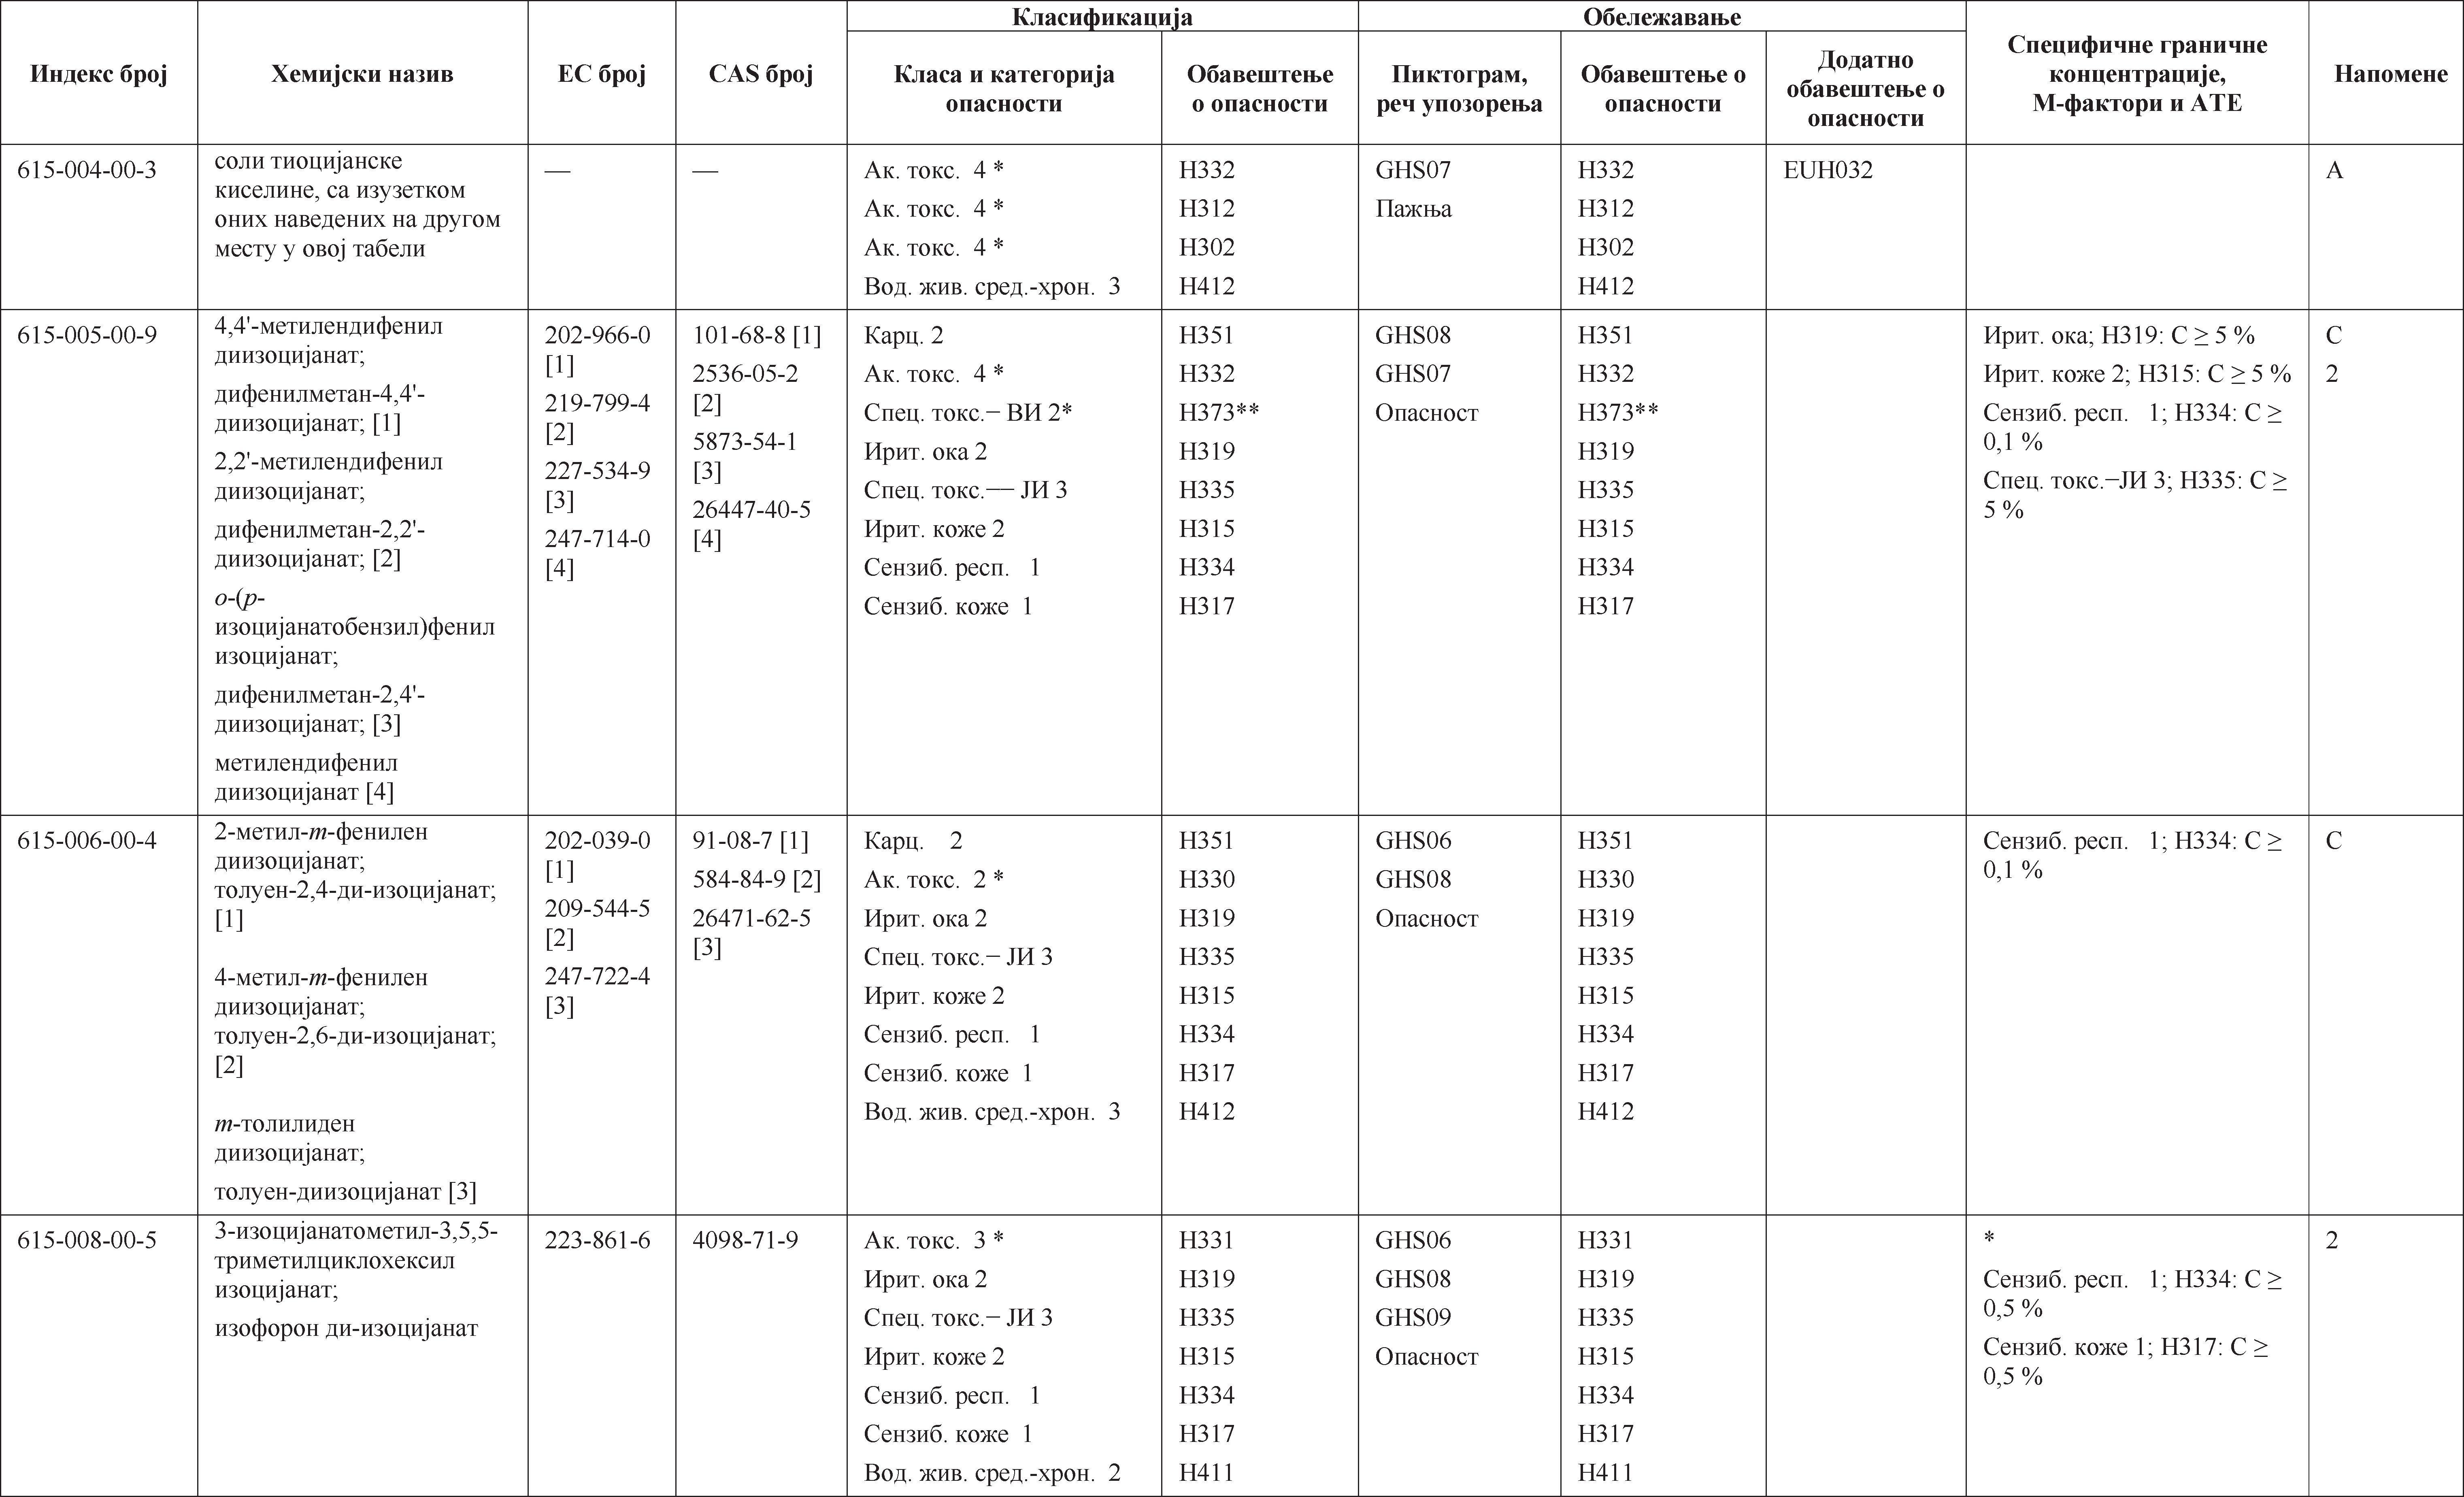 Класификација
Обележавање
Индекс број
Хемијски назив
ЕС број
CAS број
Класа и категорија
опасности
Обавештење
о опасности
Пиктограм,
реч упозорења
Обавештење о
опасности
Додатно
обавештење о
опасности
Специфичне граничне
концентрације,
М-фактори и АТЕ
Напомене
615-004-00-3
соли тиоцијанске
киселине, са изузетком
оних наведених на другом
месту у овој табели
—
—
Ак. токс.  4 *
Ак. токс.  4 *
Ак. токс.  4 *
Вод. жив. сред.-хрон.  3
H332
H312
H302
H412
GHS07
Пажња
H332
H312
H302
H412
EUH032
A
615-005-00-9
4,4'-метилендифенил
диизоцијанат;
дифенилметан-4,4'-
диизоцијанат; [1]
2,2'-метилендифенил
диизоцијанат;
дифенилметан-2,2'-
диизоцијанат; [2]
o-(p-
изоцијанатобензил)фенил
изоцијанат;
дифенилметан-2,4'-
диизоцијанат; [3]
метилендифенил
диизоцијанат [4]
202-966-0
[1]
219-799-4
[2]
227-534-9
[3]
247-714-0
[4]
101-68-8 [1]
2536-05-2
[2]
5873-54-1
[3]
26447-40-5
[4]
Карц. 2
Ак. токс.  4 *
Спец. токс.− ВИ 2*
Ирит. ока 2
Спец. токс.−− ЈИ 3
Ирит. коже 2
Сензиб. респ.   1
Сензиб. коже  1
H351
H332
H373**
H319
H335
H315
H334
H317
GHS08
GHS07
Опасност
H351
H332
H373**
H319
H335
H315
H334
H317
Ирит. ока; H319: C ≥ 5 %
Ирит. коже 2; H315: C ≥ 5 %
Сензиб. респ.   1; H334: C ≥
0,1 %
Спец. токс.−ЈИ 3; H335: C ≥
5 %
C
2
615-006-00-4
2-метил-m-фенилен
диизоцијанат;
толуен-2,4-ди-изоцијанат;
[1]
4-метил-m-фенилен
диизоцијанат;
толуен-2,6-ди-изоцијанат;
[2]
m-толилиден
диизоцијанат;
толуен-диизоцијанат [3]
202-039-0
[1]
209-544-5
[2]
247-722-4
[3]
91-08-7 [1]
584-84-9 [2]
26471-62-5
[3]
Карц.    2
Ак. токс.  2 *
Ирит. ока 2
Спец. токс.− ЈИ 3
Ирит. коже 2
Сензиб. респ.   1
Сензиб. коже  1
Вод. жив. сред.-хрон.  3
H351
H330
H319
H335
H315
H334
H317
H412
GHS06
GHS08
Опасност
H351
H330
H319
H335
H315
H334
H317
H412
Сензиб. респ.   1; H334: C ≥
0,1 %
C
615-008-00-5
3-изоцијанатометил-3,5,5-
триметилциклохексил
изоцијанат;
изофорон ди-изоцијанат
223-861-6
4098-71-9
Ак. токс.  3 *
Ирит. ока 2
Спец. токс.− ЈИ 3
Ирит. коже 2
Сензиб. респ.   1
Сензиб. коже  1
Вод. жив. сред.-хрон.  2
H331
H319
H335
H315
H334
H317
H411
GHS06
GHS08
GHS09
Опасност
H331
H319
H335
H315
H334
H317
H411
*
Сензиб. респ.   1; H334: C ≥
0,5 %
Сензиб. коже 1; H317: C ≥
0,5 %
2